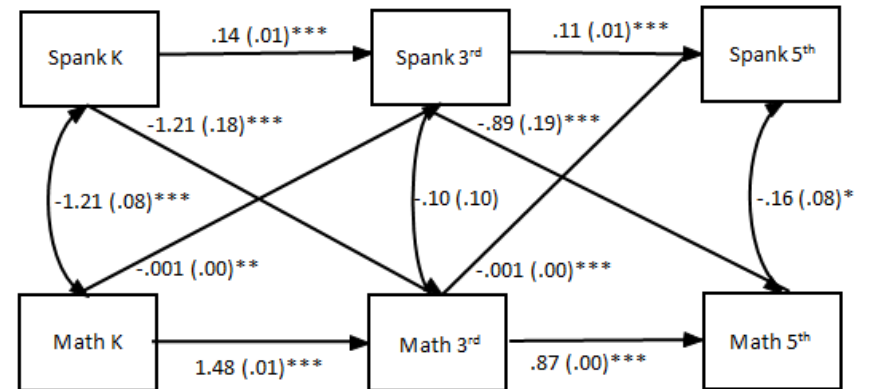 .14 (.01)***
.11 (.01)***
Spank K
Spank 3rd
Spank 5th
-1.21 (.18)***
-.89 (.19)***
-1.21 (.08)***
-.10 (.10)
-.16 (.08)*
-.001 (.00)**
-.001 (.00)***
Math K
Math 3rd
Math 5th
1.48 (.01)***
.87 (.00)***